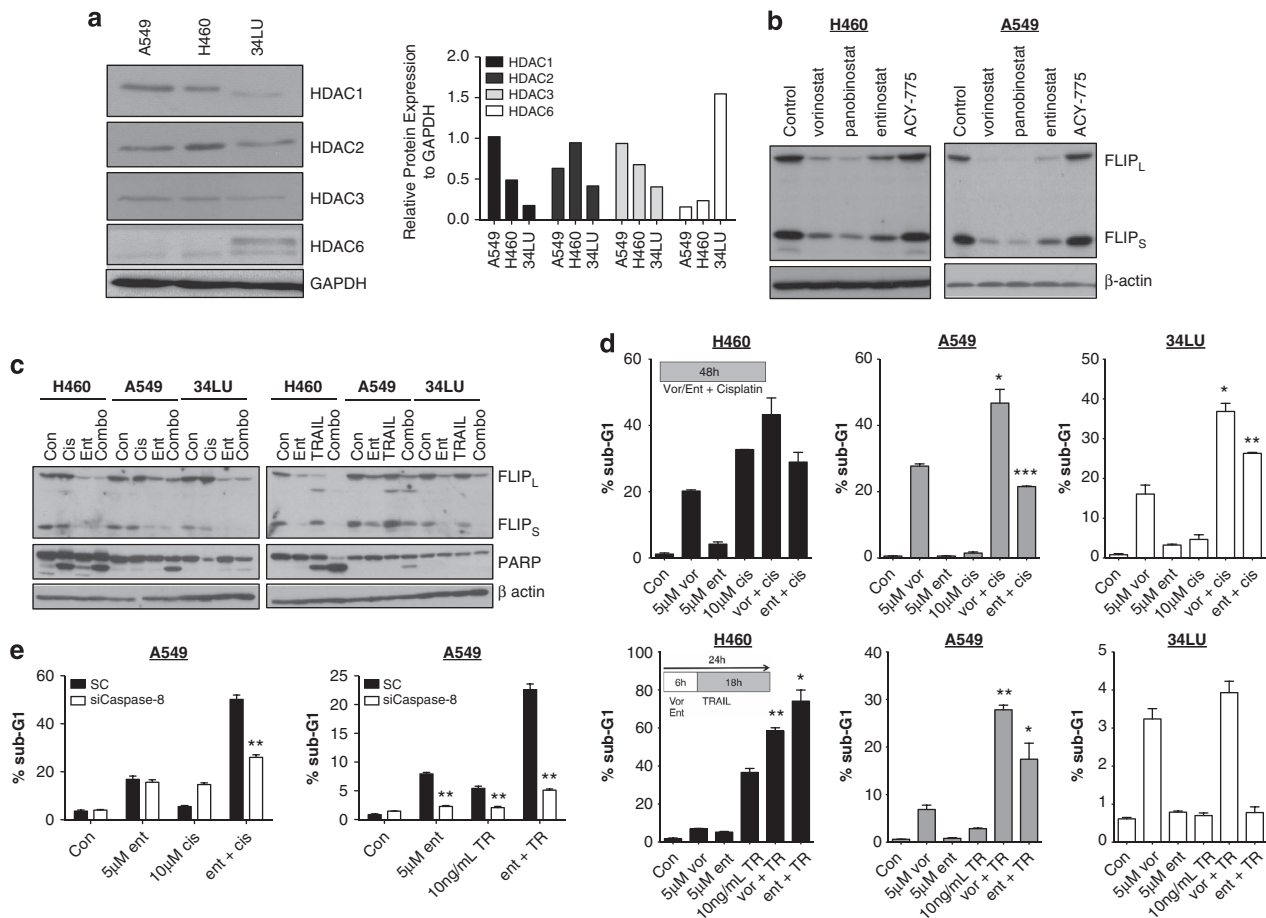 a
A549
H460
34LU
HDAC1
HDAC2
HDAC3
HDAC6
GAPDH
Relative Protein Expression
to GAPDH
2.0
1.5
1.0
0.5
0.0
HDAC1
HDAC2
HDAC3
HDAC6
A549
H460
34LU
A549
H460
34LU
A549
H460
34LU
A549
H460
34LU
b
H460
A549
Control
vorinostat
panobinostat
entinostat
ACY-775
Control
vorinostat
panobinostat
entinostat
ACY-775
FLIPL
FLIPS
β-actin
c
H460 A549 34LU
H460 A549 34LU
Con
Cis
Ent
Combo
Con
Cis
Ent
Combo
Con
Cis
Ent
Combo
Con
Ent
TRAIL
Combo
Con
Ent
TRAIL
Combo
Con
Ent
TRAIL
Combo
FLIPL
FLIPS
PARP
β actin
d
H460
% sub-G1
60
40
20
0
48h
Vor/Ent + Cisplatin
Con
5μM vor
5μM ent
10μM cis
vor + cis
ent + cis
A549
% sub-G1
60
40
20
0
*
***
Con
5μM vor
5μM ent
10μM cis
vor + cis
ent + cis
34LU
% sub-G1
50
40
30
20
10
0
*
**
Con
5μM vor
5μM ent
10μM cis
vor + cis
ent + cis
H460
% sub-G1
100
80
60
40
20
0
24h
6h 18h
Vor TRAIL
Ent
**
*
Con
5μM vor
5μM ent
10ng/mL TR
vor + TR
ent + TR
A549
% sub-G1
40
30
20
10
0
**
*
Con
5μM vor
5μM ent
10ng/mL TR
vor + TR
ent + TR
34LU
% sub-G1
5
4
3
2
1
0
Con
5μM vor
5μM ent
10ng/mL TR
vor + TR
ent + TR
e
A549
% sub-G1
60
40
20
0
SC
siCaspase-8
**
Con
5μM ent
10μM cis
ent + cis
A549
% sub-G1
25
20
15
10
5
0
SC
siCaspase-8
**
**
**
Con
5μM ent
10ng/mL TR
ent + TR